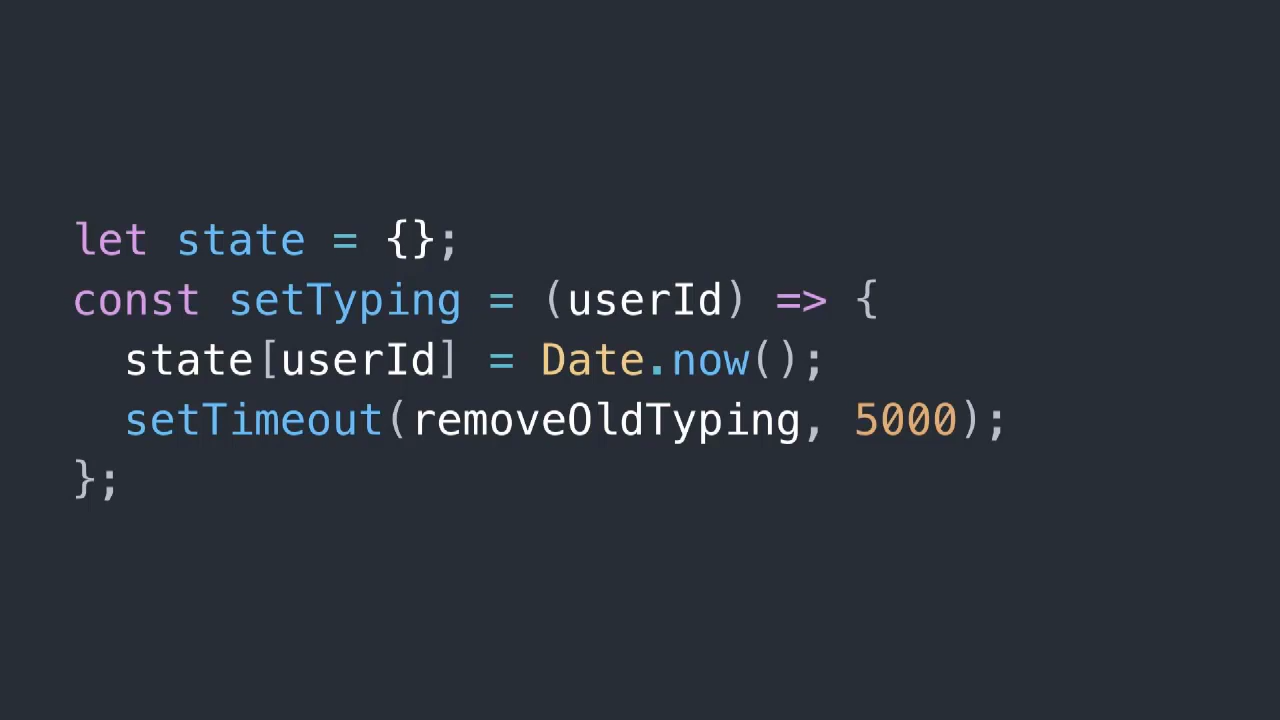 let state = {};
const setTyping = (userId) => {
  state[userId] = Date.now();
  setTimeout(removeOldTyping, 5000);
};